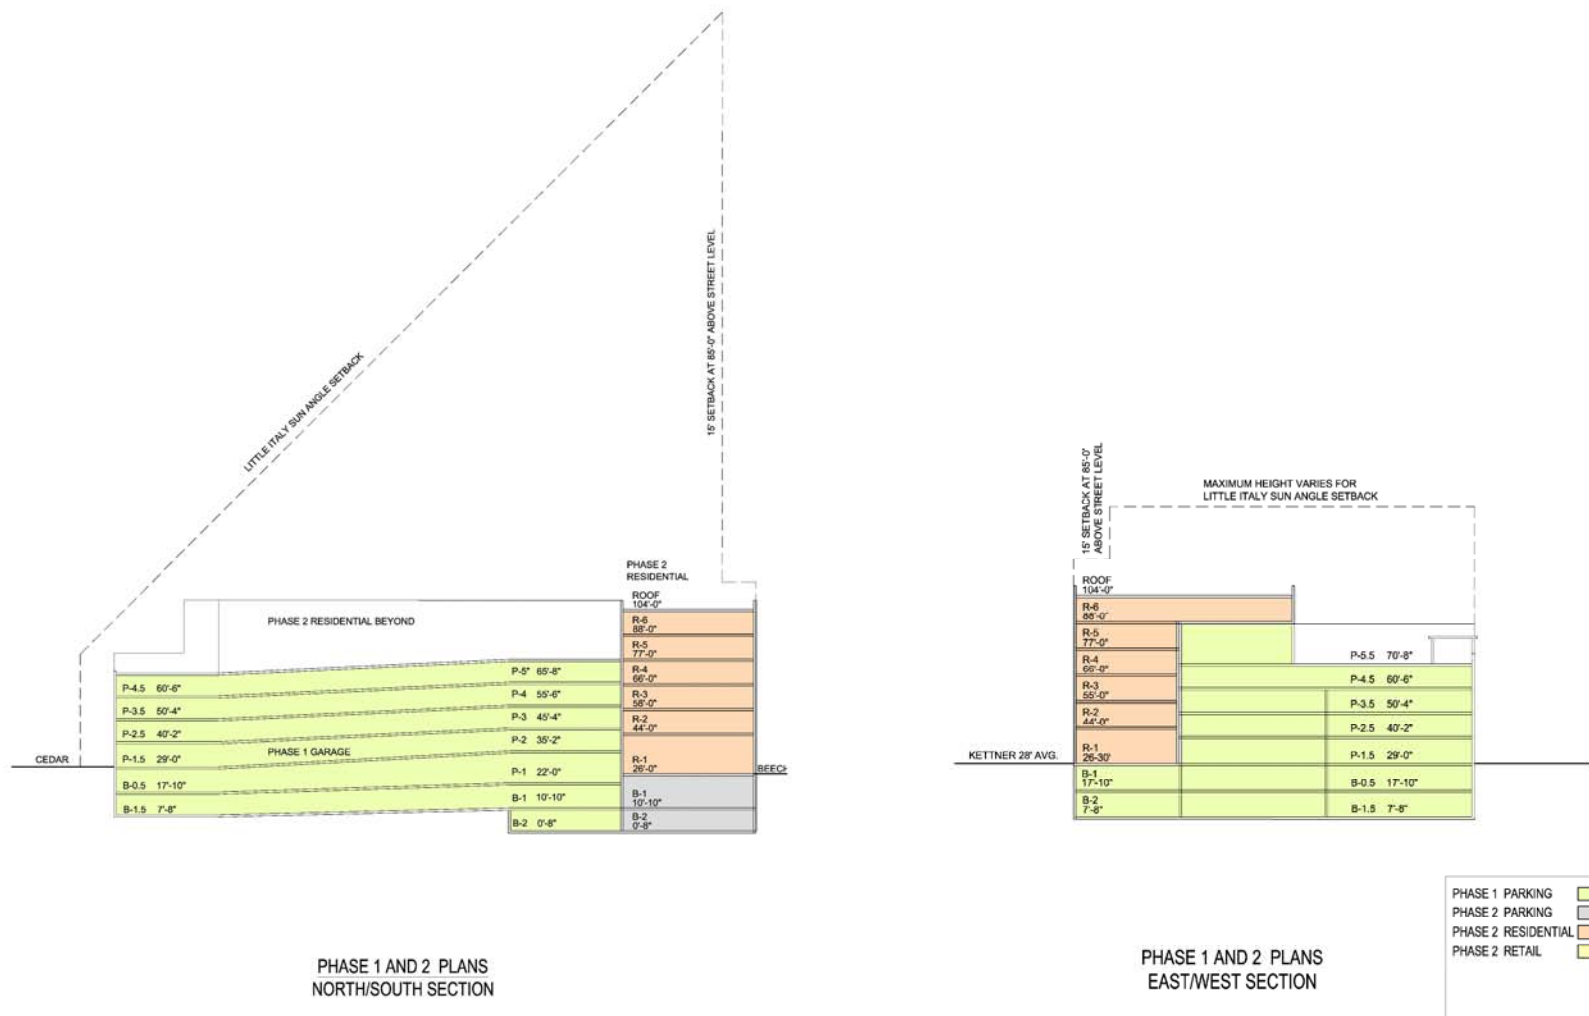 LITTLE ITALY SUN ANGLE SETBACK
15' SETBACK AT 85'-0" ABOVE STREET LEVEL
PHASE 2
RESIDENTIAL
ROOF
104'-0"
PHASE 2 RESIDENTIAL BEYOND
R-6
88'-0"
R-5
77'-0"
R-4
66'-0"
R-3
58'-0"
R-2
44'-0"
R-1
26'-0"
B-1
10'-10"
B-2
0'-8"
P-5" 65'-8"
P-4 55'-6"
P-3 45'-4"
P-2 35'-2"
P-1 22'-0"
B-1 10'-10"
B-2 0'-8"
P-4.5 60'-6"
P-3.5 50'-4"
P-2.5 40'-2"
P-1.5 29'-0"
B-0.5 17'-10"
B-1.5 7'-8"
PHASE 1 GARAGE
CEDAR
BEECH
PHASE 1 AND 2 PLANS
NORTH/SOUTH SECTION
15' SETBACK AT 85'-0"
ABOVE STREET LEVEL
MAXIMUM HEIGHT VARIES FOR
LITTLE ITALY SUN ANGLE SETBACK
ROOF
104'-0"
R-6
88'-0"
R-5
77'-0"
R-4
66'-0"
R-3
55'-0"
R-2
44'-0"
R-1
26-30'
B-1
17'-10"
B-2
7'-8"
KETTNER 28' AVG.
P-5.5 70'-8"
P-4.5 60'-6"
P-3.5 50'-4"
P-2.5 40'-2"
P-1.5 29'-0"
B-0.5 17'-10"
B-1.5 7'-8"
PHASE 1 AND 2 PLANS
EAST/WEST SECTION
PHASE 1 PARKING
PHASE 2 PARKING
PHASE 2 RESIDENTIAL
PHASE 2 RETAIL